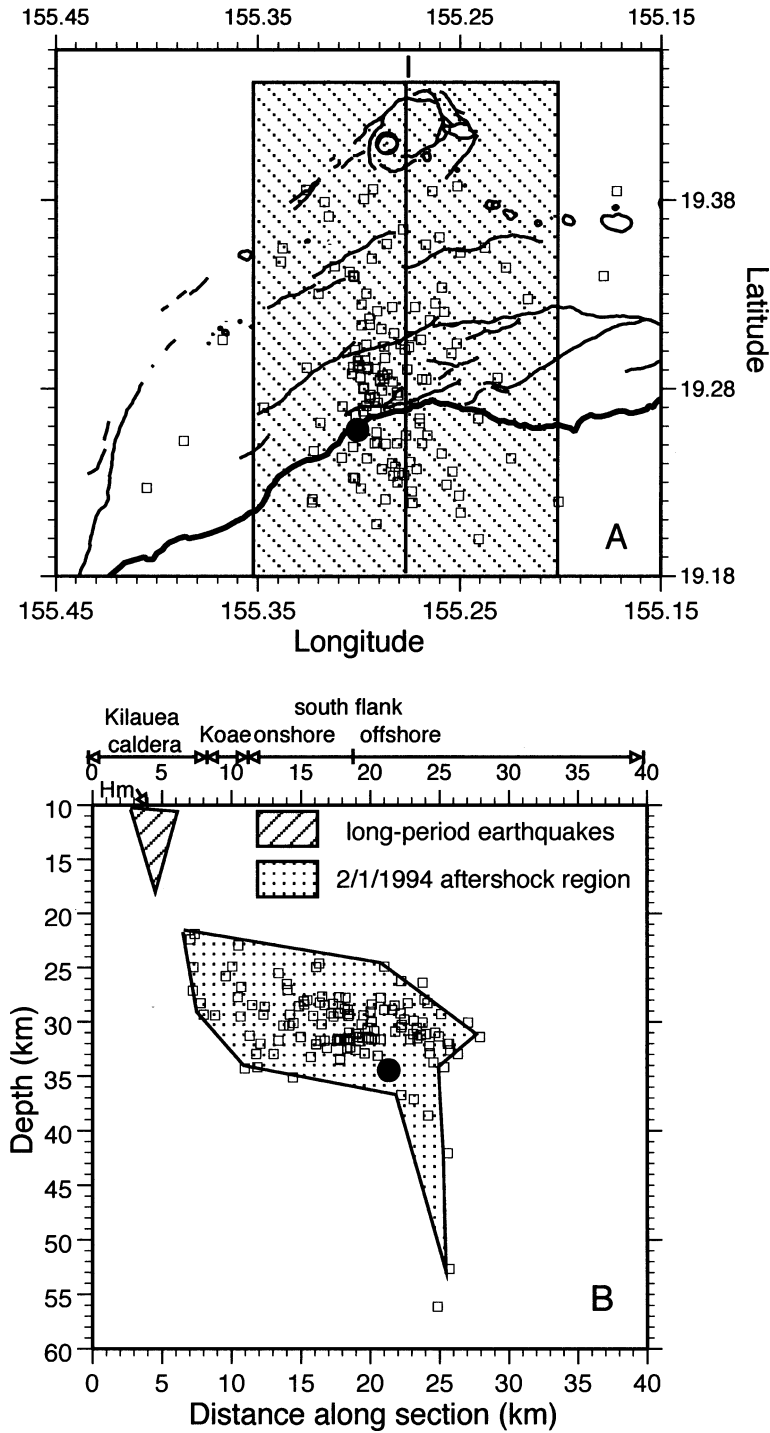 155.45 155.35 155.25 155.15
19.38
Latitude
19.28
A
19.18
155.45 155.35 155.25 155.15
Longitude
south flank
Kilauea
caldera
Koae onshore offshore
0 5 10 15 20 25 30 35 40
Hm
10
long-period earthquakes
15
2/1/1994 aftershock region
20
25
30
Depth (km)
35
40
45
50
55
B
60
0 5 10 15 20 25 30 35 40
Distance along section (km)